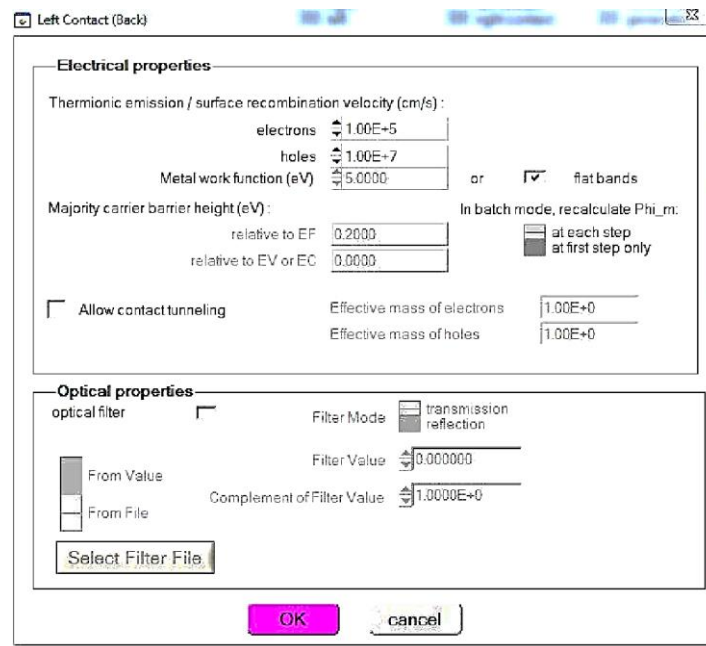 Left Contact (Back)
Electrical properties
Thermionic emission / surface recombination velocity (cm/s) :
electrons 1.00E+5
holes 1.00E+7
Metal work function (eV) 5.0000 or flat bands
Majority carrier barrier height (eV) : In batch mode, recalculate Phi_m:
relative to EF 0.2000 at each step
at first step only
relative to EV or EC 0.0000
Allow contact tunneling Effective mass of electrons 1.00E+0
Effective mass of holes 1.00E+0
Optical properties
optical filter Filter Mode transmission
reflection
From Value Filter Value 0.000000
From File Complement of Filter Value 1.0000E+0
Select Filter File
OK cancel